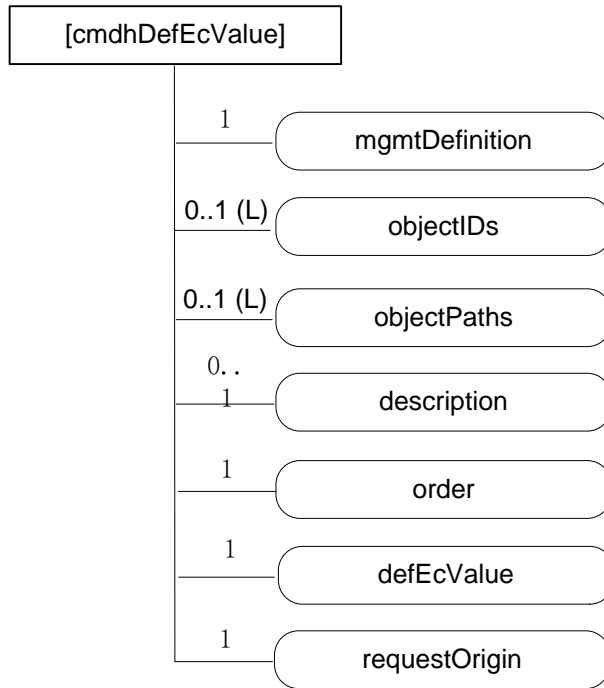 [cmdhDefEcValue]
1
mgmtDefinition
0..1 (L)
objectIDs
0..1 (L)
objectPaths
0..
1
description
1
order
1
defEcValue
1
requestOrigin